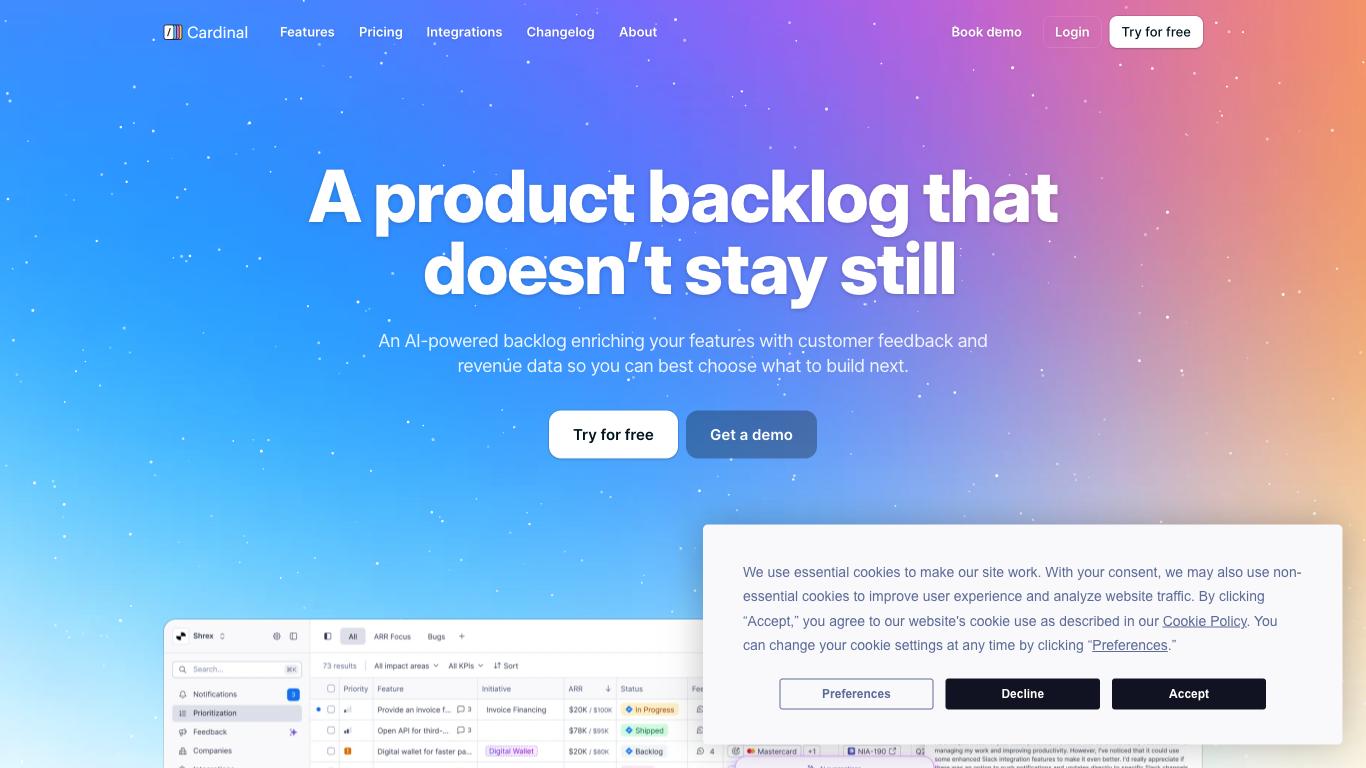 Cardinal Features Pricing Integrations Changelog About Book demo Login Try for free
A product backlog that
doesn't stay still
An AI-powered backlog enriching your features with customer feedback and
revenue data so you can best choose what to build next.
Try for free Get a demo
We use essential cookies to make our site work. With your consent, we may also use non-
essential cookies to improve user experience and analyze website traffic. By clicking
“Accept,” you agree to our website's cookie use as described in our Cookie Policy. You
can change your cookie settings at any time by clicking “Preferences.”
Preferences Decline Accept
Shrex All ARR Focus Bugs +
Search... ⌘K 73 results All impact areas All KPIs Sort
Priority Feature Initiative ARR Status
Notifications 3 Provide an invoice f... 3 Invoice Financing $20K / $100K In Progress
Prioritization
Feedback Open API for third-... 3 $78K / $95K Shipped
Companies Digital wallet for faster pa... Digital Wallet $20K / $80K Backlog 4 Mastercard +1 NIA-190
managing my work and improving productivity. However, I've noticed that it could use
some enhanced Slack integration features to make it even better. I'd really appreciate if